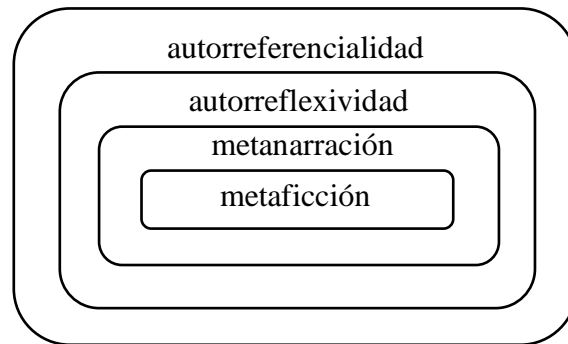 autorreferencialidad
autorreflexividad
metanarración
metaficción